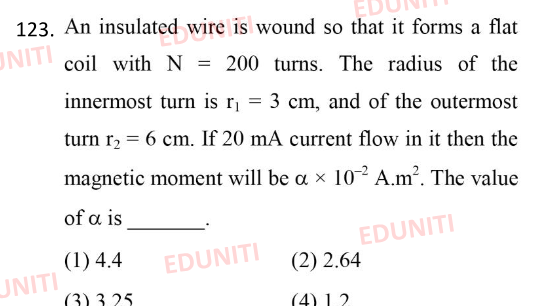 EDUNITI
123. An insulated wire is wound so that it forms a flat
EDUNITI
UNITI
coil with N = 200 turns. The radius of the
innermost turn is r₁ = 3 cm, and of the outermost
turn r₂ = 6 cm. If 20 mA current flow in it then the
magnetic moment will be α × 10⁻² A.m². The value
of α is ________.
EDUNITI
(1) 4.4 (2) 2.64
EDUNITI
UNITI
(3) 3.25 (4) 1.2